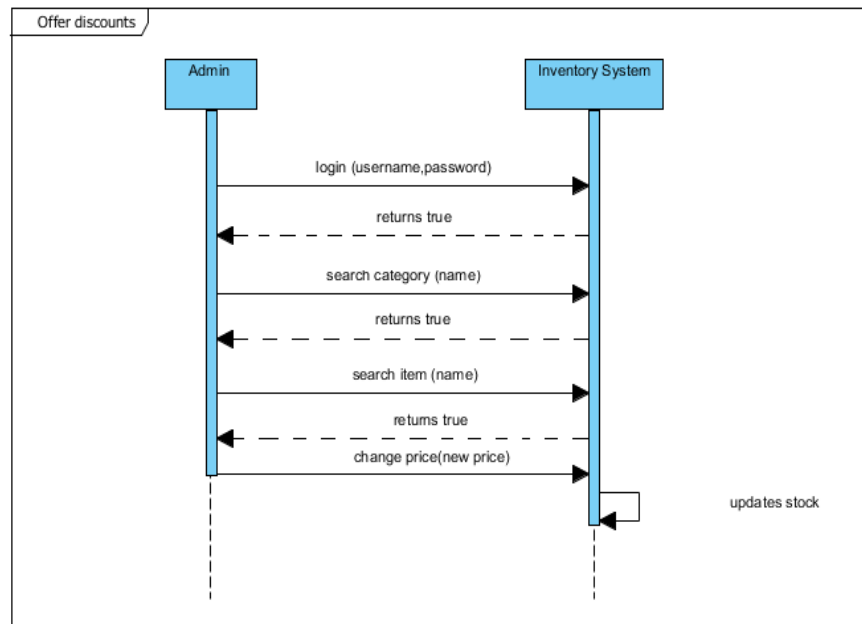 Offer discounts
Admin
Inventory System
login (username,password)
returns true
search category (name)
returns true
search item (name)
returns true
change price(new price)
updates stock